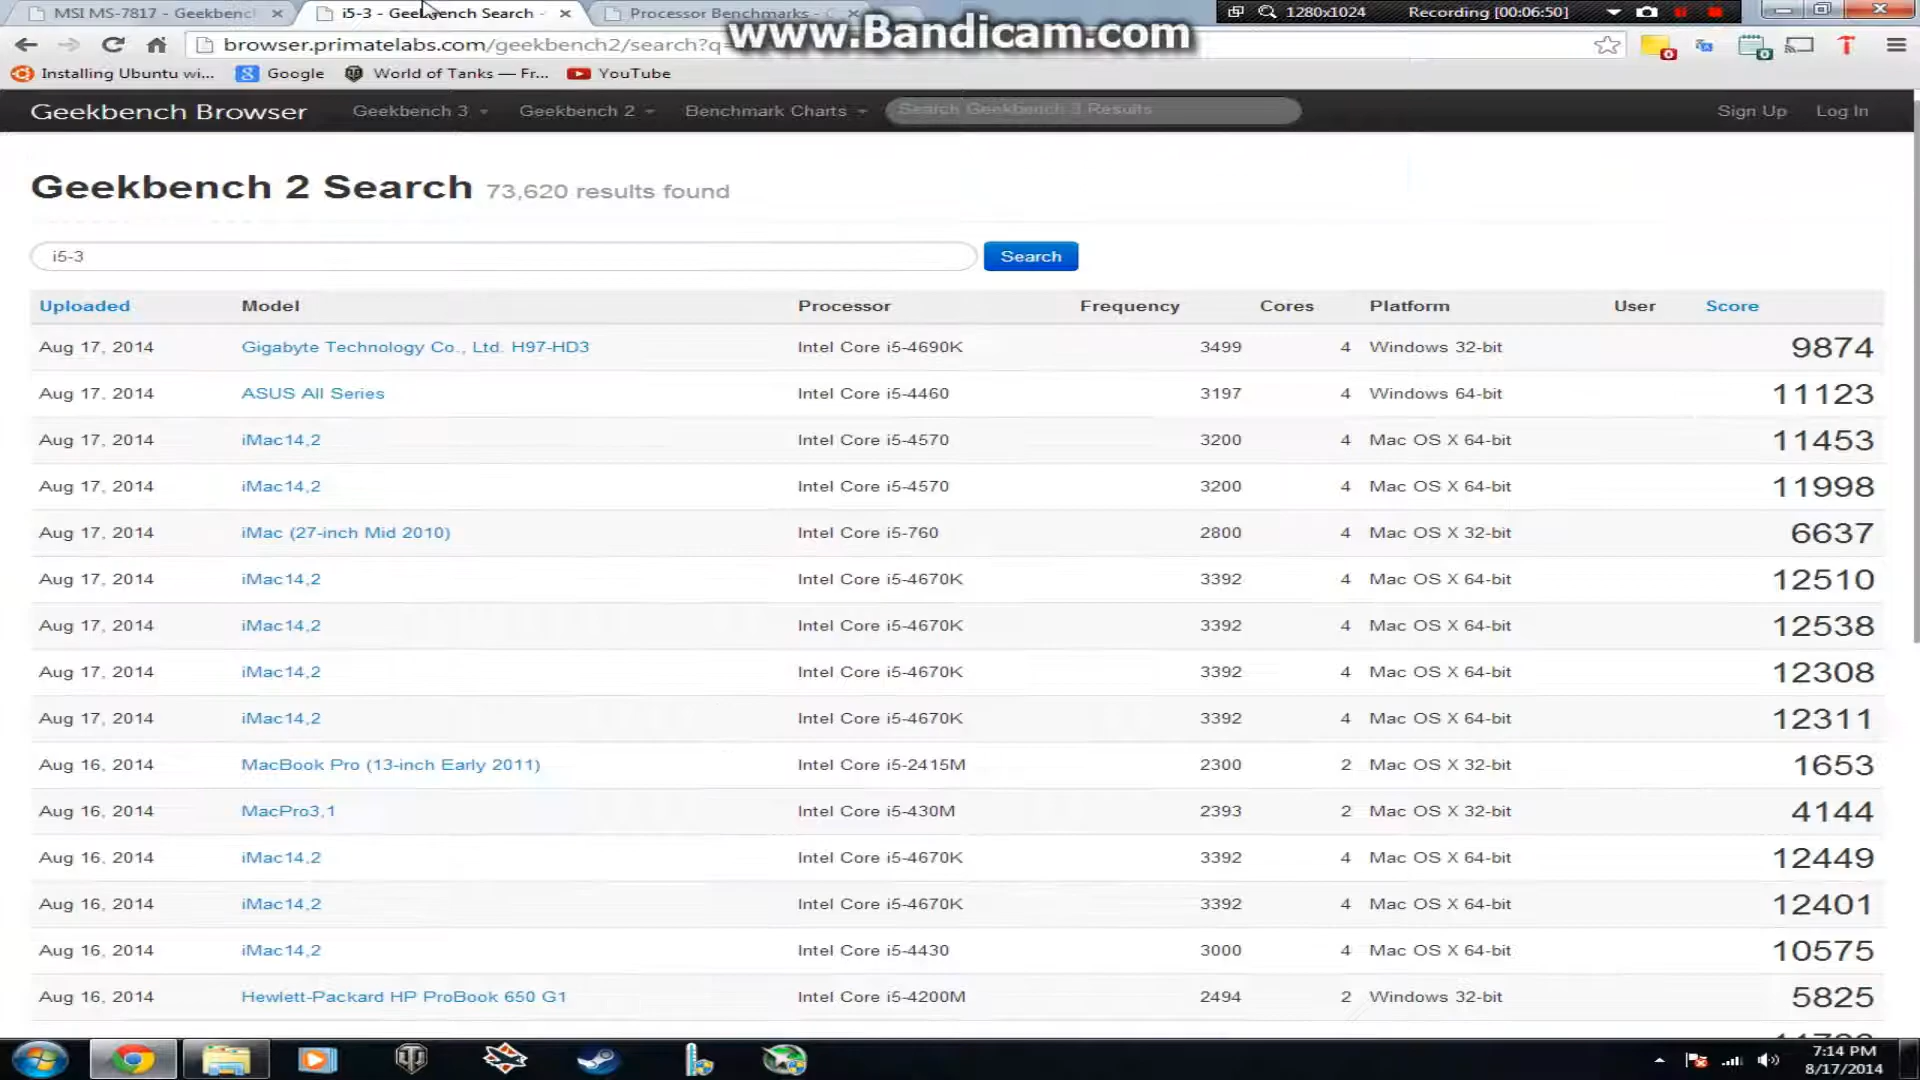 MSI MS-7817 - Geekbenc
i5-3 - Geekbench Search -
Processor Benchmarks -
1280x1024
Recording [00:06:50]
www.Bandicam.com
browser.primatelabs.com/geekbench2/search?q=
Installing Ubuntu wi...
Google
World of Tanks — Fr...
YouTube
Geekbench Browser
Geekbench 3
Geekbench 2
Benchmark Charts
Search Geekbench 3 Results
Sign Up
Log In
Geekbench 2 Search 73,620 results found
i5-3
Search
Uploaded Model Processor Frequency Cores Platform User Score
Aug 17, 2014 Gigabyte Technology Co., Ltd. H97-HD3 Intel Core i5-4690K 3499 4 Windows 32-bit 9874
Aug 17, 2014 ASUS All Series Intel Core i5-4460 3197 4 Windows 64-bit 11123
Aug 17, 2014 iMac14,2 Intel Core i5-4570 3200 4 Mac OS X 64-bit 11453
Aug 17, 2014 iMac14,2 Intel Core i5-4570 3200 4 Mac OS X 64-bit 11998
Aug 17, 2014 iMac (27-inch Mid 2010) Intel Core i5-760 2800 4 Mac OS X 32-bit 6637
Aug 17, 2014 iMac14,2 Intel Core i5-4670K 3392 4 Mac OS X 64-bit 12510
Aug 17, 2014 iMac14,2 Intel Core i5-4670K 3392 4 Mac OS X 64-bit 12538
Aug 17, 2014 iMac14,2 Intel Core i5-4670K 3392 4 Mac OS X 64-bit 12308
Aug 17, 2014 iMac14,2 Intel Core i5-4670K 3392 4 Mac OS X 64-bit 12311
Aug 16, 2014 MacBook Pro (13-inch Early 2011) Intel Core i5-2415M 2300 2 Mac OS X 32-bit 1653
Aug 16, 2014 MacPro3,1 Intel Core i5-430M 2393 2 Mac OS X 32-bit 4144
Aug 16, 2014 iMac14,2 Intel Core i5-4670K 3392 4 Mac OS X 64-bit 12449
Aug 16, 2014 iMac14,2 Intel Core i5-4670K 3392 4 Mac OS X 64-bit 12401
Aug 16, 2014 iMac14,2 Intel Core i5-4430 3000 4 Mac OS X 64-bit 10575
Aug 16, 2014 Hewlett-Packard HP ProBook 650 G1 Intel Core i5-4200M 2494 2 Windows 32-bit 5825
7:14 PM
8/17/2014